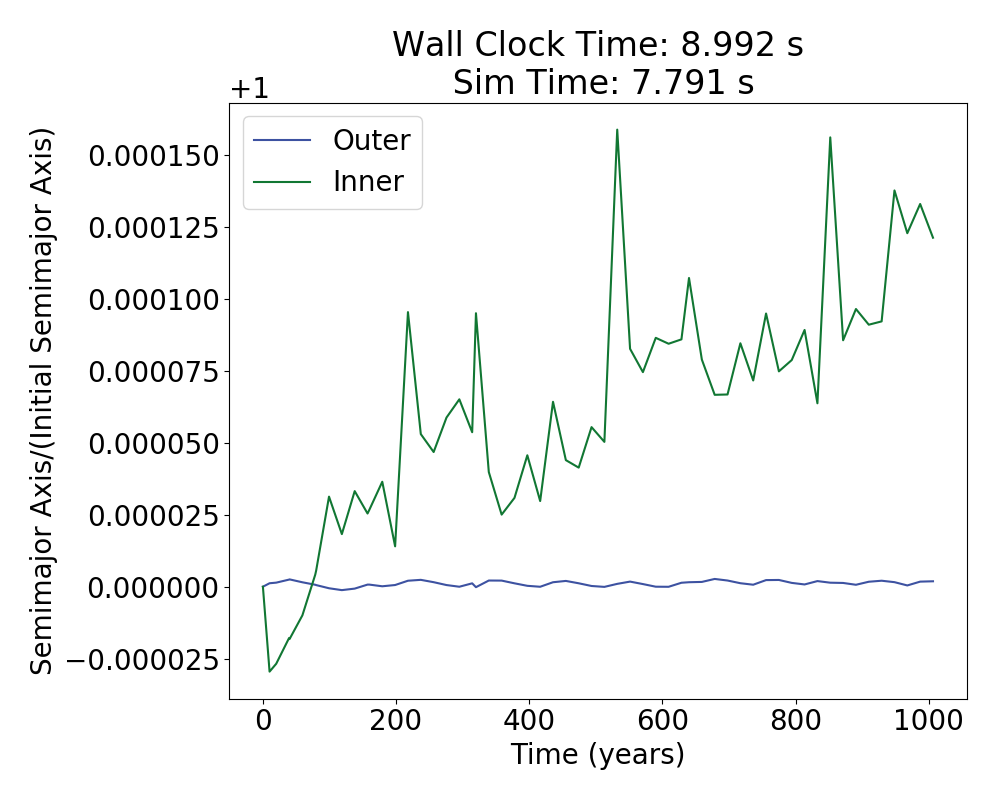 Wall Clock Time: 8.992 s
Sim Time: 7.791 s
+1
Outer
Inner
0.000150
0.000125
0.000100
0.000075
0.000050
0.000025
0.000000
−0.000025
Semimajor Axis/(Initial Semimajor Axis)
0 200 400 600 800 1000
Time (years)